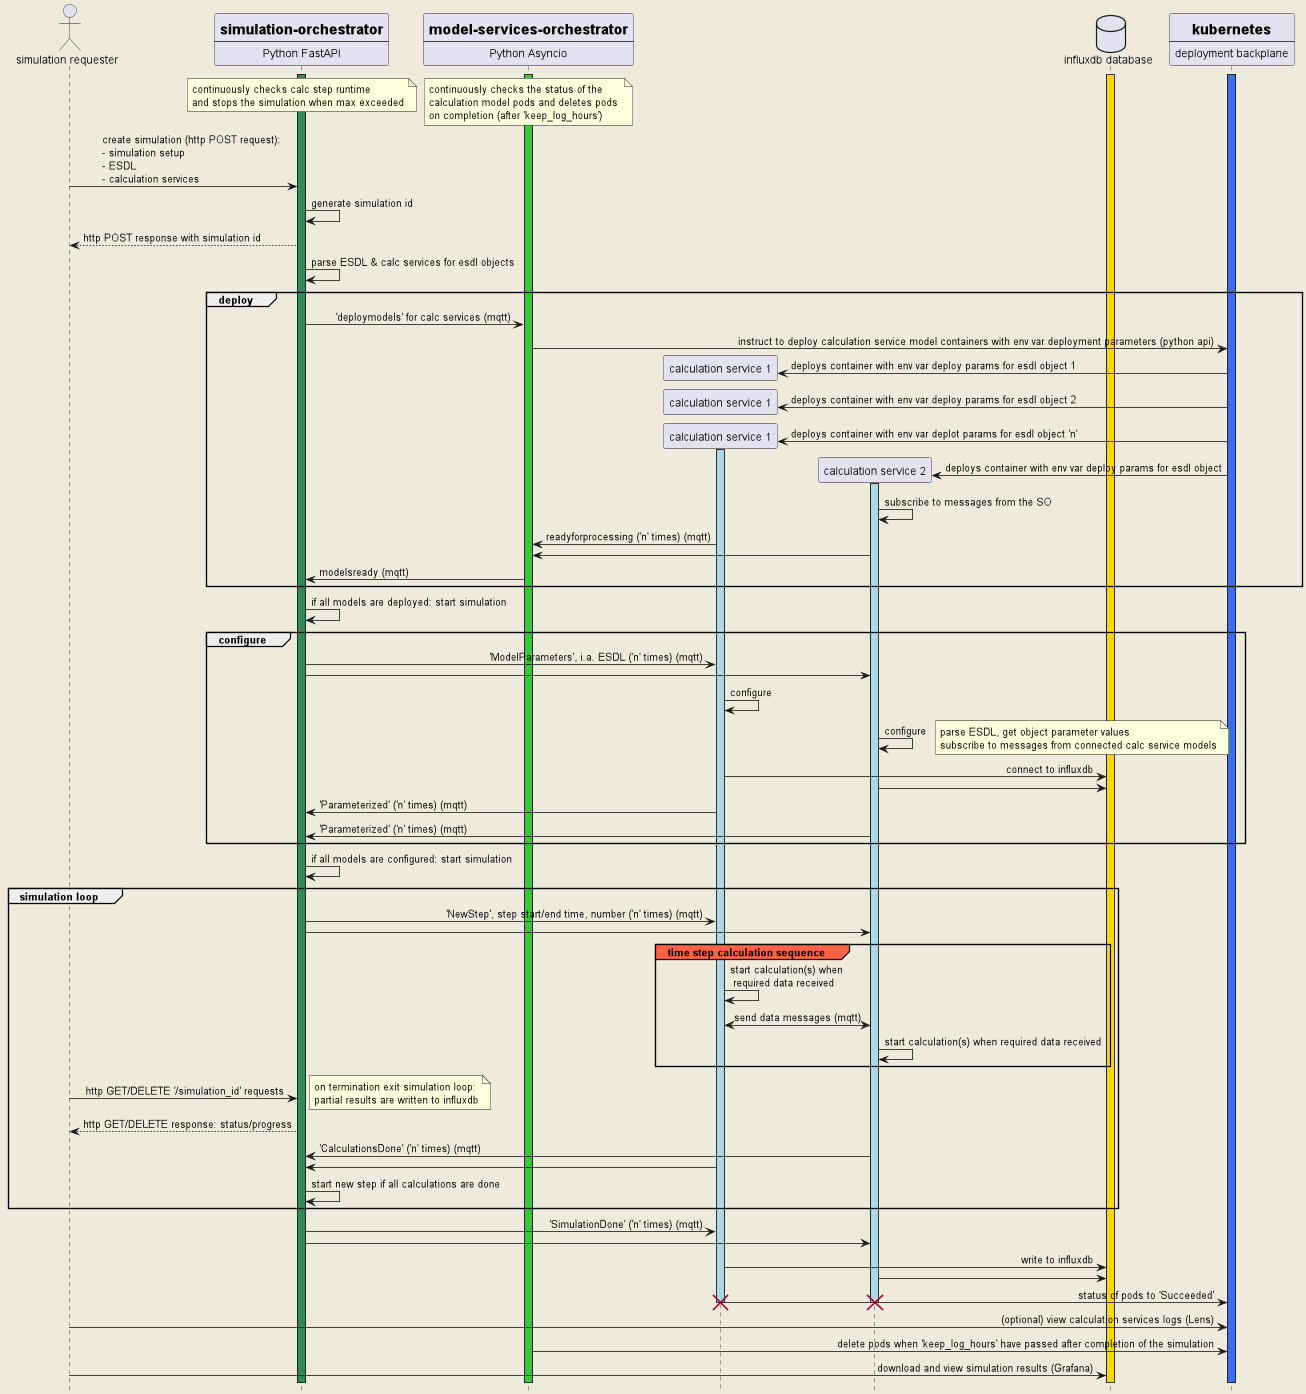 simulation requester
simulation-orchestrator
Python FastAPI
model-services-orchestrator
Python Asyncio
influxdb database
kubernetes
deployment backplane
continuously checks calc step runtime
and stops the simulation when max exceeded
continuously checks the status of the
calculation model pods and deletes pods
on completion (after 'keep_log_hours')
create simulation (http POST request):
- simulation setup
- ESDL
- calculation services
generate simulation id
http POST response with simulation id
parse ESDL & calc services for esdl objects
deploy
'deploymodels' for calc services (mqtt)
instruct to deploy calculation service model containers with env var deployment parameters (python api)
calculation service 1
deploys container with env var deploy params for esdl object 1
calculation service 1
deploys container with env var deploy params for esdl object 2
calculation service 1
deploys container with env var deplot params for esdl object 'n'
calculation service 2
deploys container with env var deploy params for esdl object
subscribe to messages from the SO
readyforprocessing ('n' times) (mqtt)
modelsready (mqtt)
if all models are deployed: start simulation
configure
'ModelParameters', i.a. ESDL ('n' times) (mqtt)
configure
configure
parse ESDL, get object parameter values
subscribe to messages from connected calc service models
connect to influxdb
'Parameterized' ('n' times) (mqtt)
'Parameterized' ('n' times) (mqtt)
if all models are configured: start simulation
simulation loop
'NewStep', step start/end time, number ('n' times) (mqtt)
time step calculation sequence
start calculation(s) when
required data received
send data messages (mqtt)
start calculation(s) when required data received
http GET/DELETE '/simulation_id' requests
on termination exit simulation loop:
partial results are written to influxdb
http GET/DELETE response: status/progress
'CalculationsDone' ('n' times) (mqtt)
start new step if all calculations are done
'SimulationDone' ('n' times) (mqtt)
write to influxdb
status of pods to 'Succeeded'
(optional) view calculation services logs (Lens)
delete pods when 'keep_log_hours' have passed after completion of the simulation
download and view simulation results (Grafana)